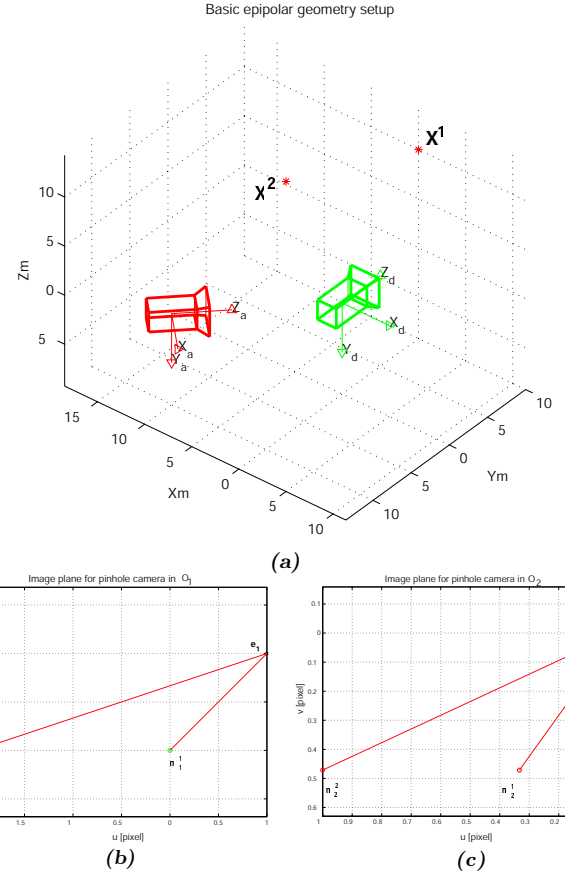 Basic epipolar geometry setup
X1
X2
Zm
10
5
0
5
Za
Xa
Ya
Zd
Xd
Yd
15
10
5
0
5
10
Xm
10
5
0
5
10
Ym
(a)
Image plane for pinhole camera in O1
e1
n11
1.5
1
0.5
0
0.5
1
u [pixel]
(b)
Image plane for pinhole camera in O2
0.1
0
0.1
0.2
0.3
0.4
0.5
0.6
v [pixel]
n22
n21
1
0.9
0.8
0.7
0.6
0.5
0.4
0.3
0.2
u [pixel]
(c)